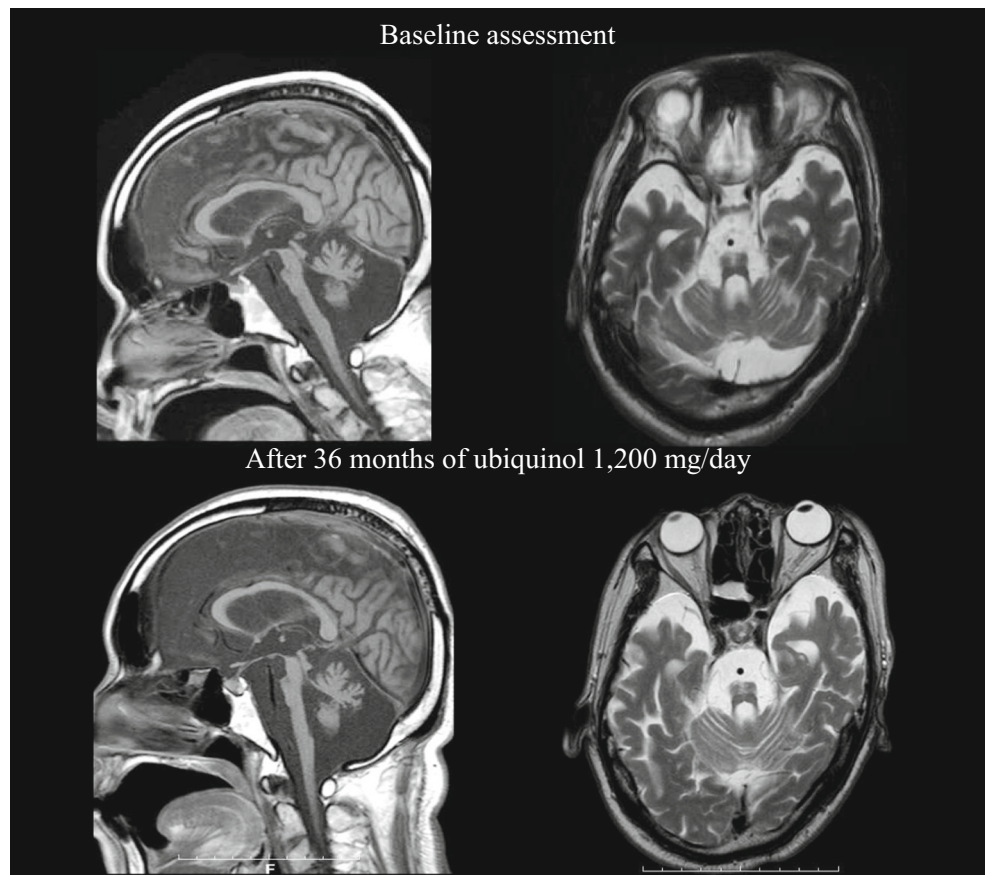 Baseline assessment
After 36 months of ubiquinol 1,200 mg/day
F